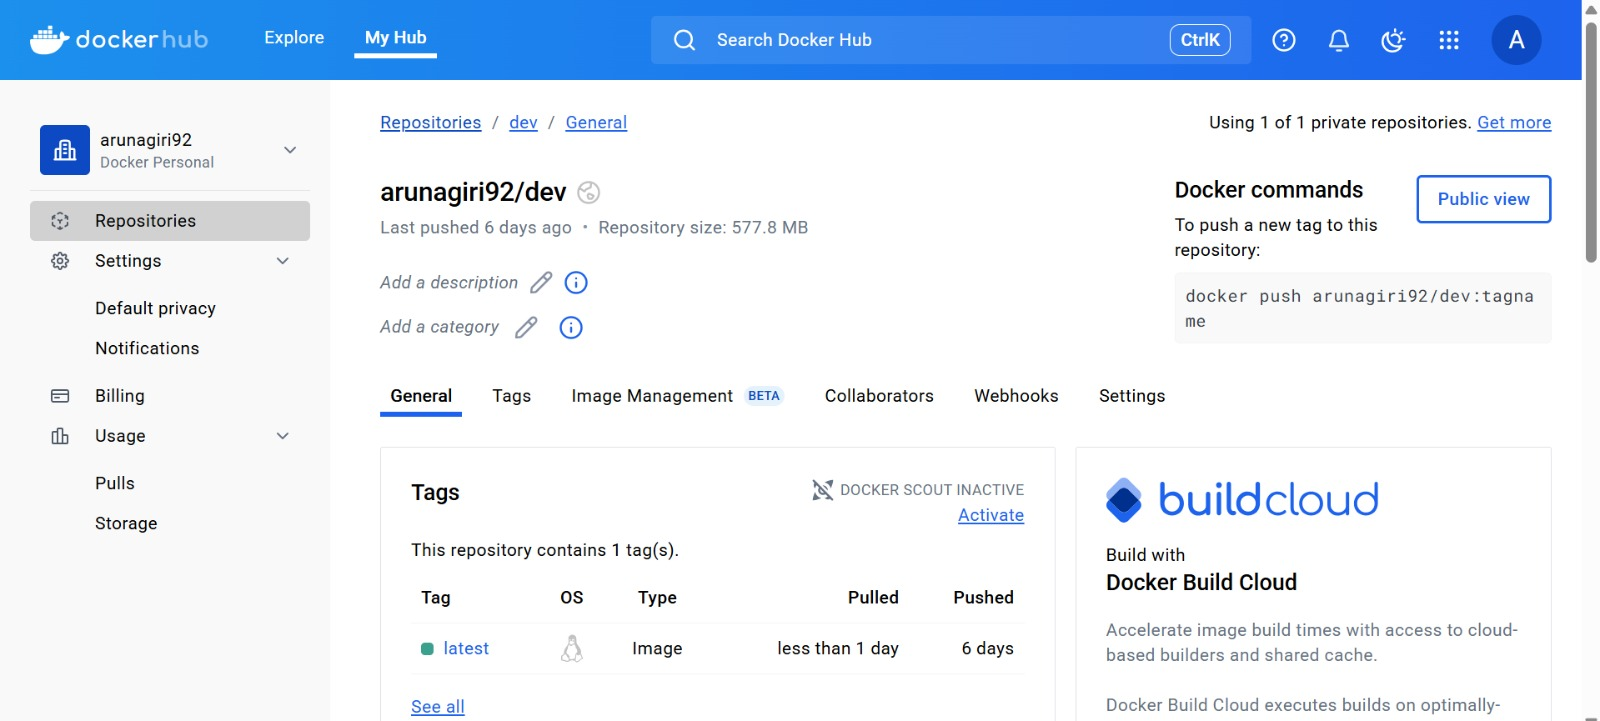 dockerhub
Explore
My Hub
Search Docker Hub
CtrlK
A
arunagiri92
Docker Personal
Repositories
Settings
Default privacy
Notifications
Billing
Usage
Pulls
Storage
Repositories / dev / General
Using 1 of 1 private repositories. Get more
arunagiri92/dev
Last pushed 6 days ago • Repository size: 577.8 MB
Add a description
Add a category
Docker commands
Public view
To push a new tag to this
repository:
docker push arunagiri92/dev:tagna
me
General Tags Image Management BETA Collaborators Webhooks Settings
Tags
DOCKER SCOUT INACTIVE
Activate
This repository contains 1 tag(s).
Tag OS Type Pulled Pushed
latest Image less than 1 day 6 days
See all
buildcloud
Build with
Docker Build Cloud
Accelerate image build times with access to cloud-
based builders and shared cache.
Docker Build Cloud executes builds on optimally-